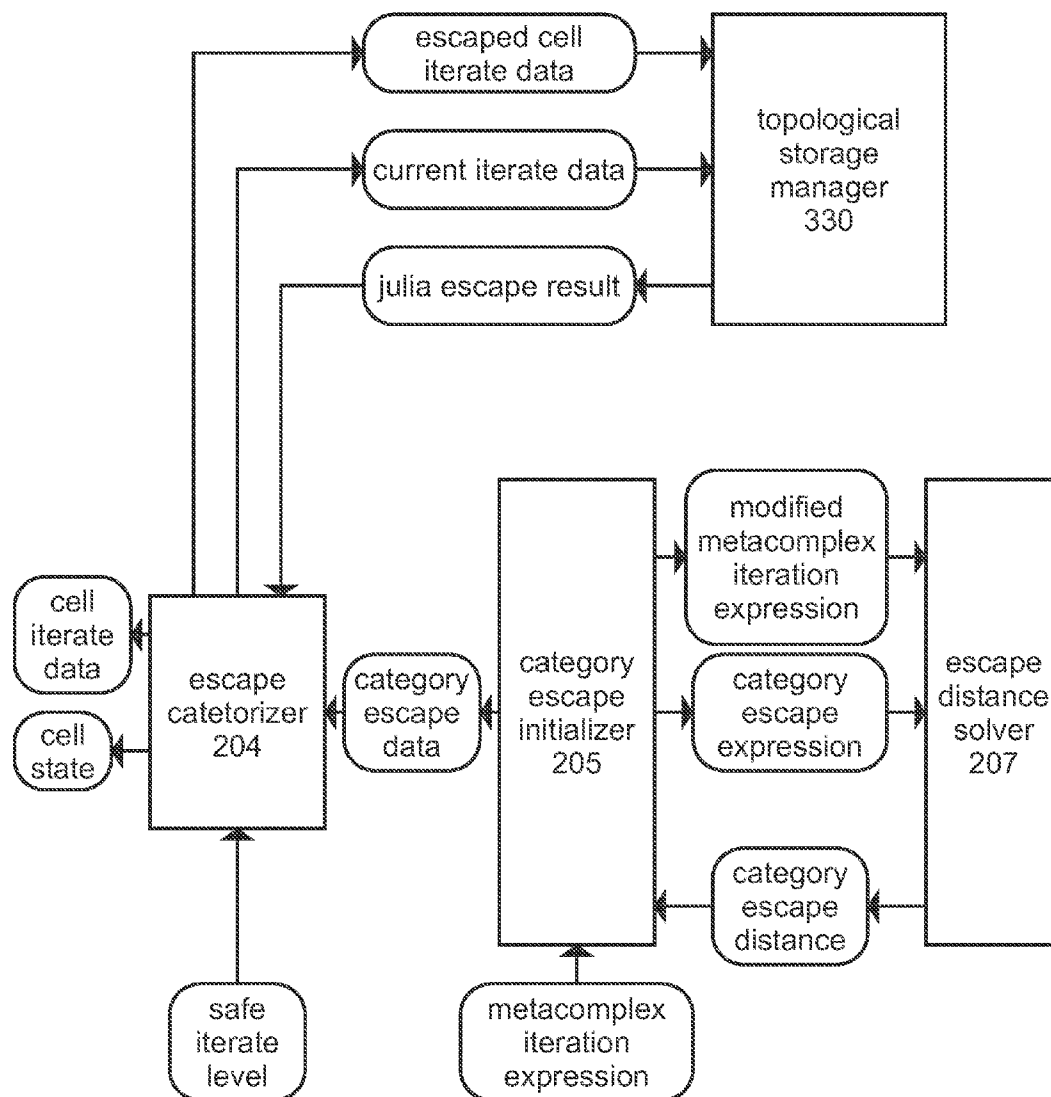 escaped cell
iterate data
topological
storage
manager
330
current iterate data
julia escape result
modified
metacomplex
iteration
expression
cell
iterate
data
escape
catetorizer
204
category
escape
data
category
escape
initializer
205
category
escape
expression
escape
distance
solver
207
cell
state
category
escape
distance
safe
iterate
level
metacomplex
iteration
expression